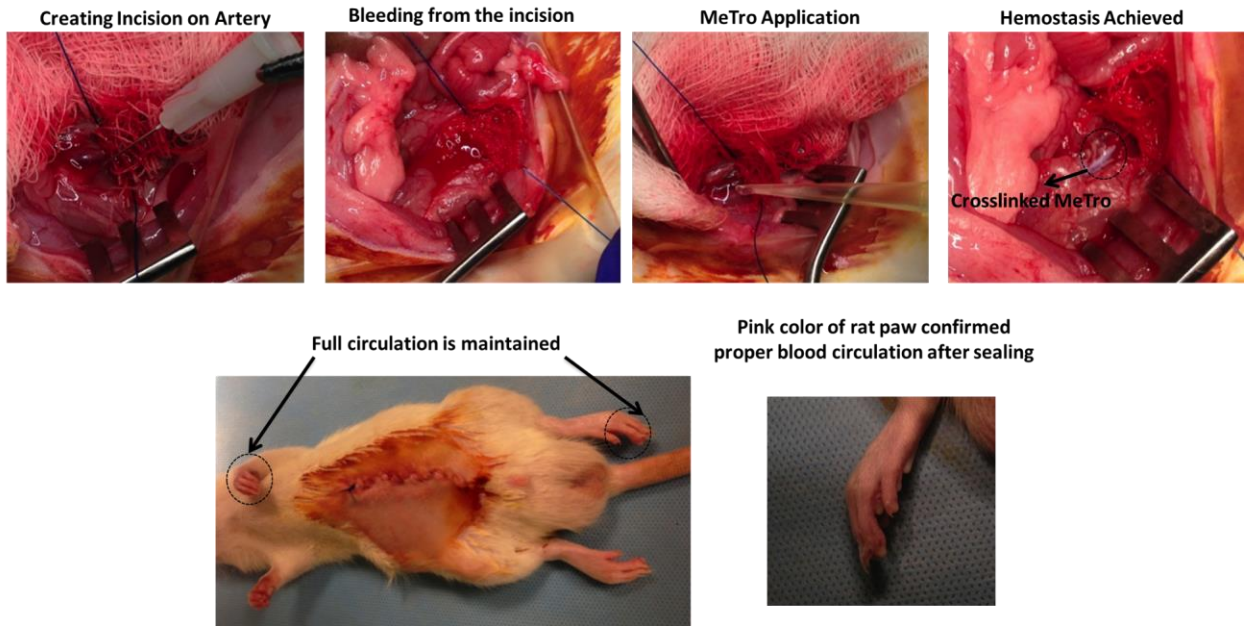 Creating Incision on Artery
Bleeding from the incision
MeTro Application
Hemostasis Achieved
Crosslinked MeTro
Full circulation is maintained
Pink color of rat paw confirmed
proper blood circulation after sealing